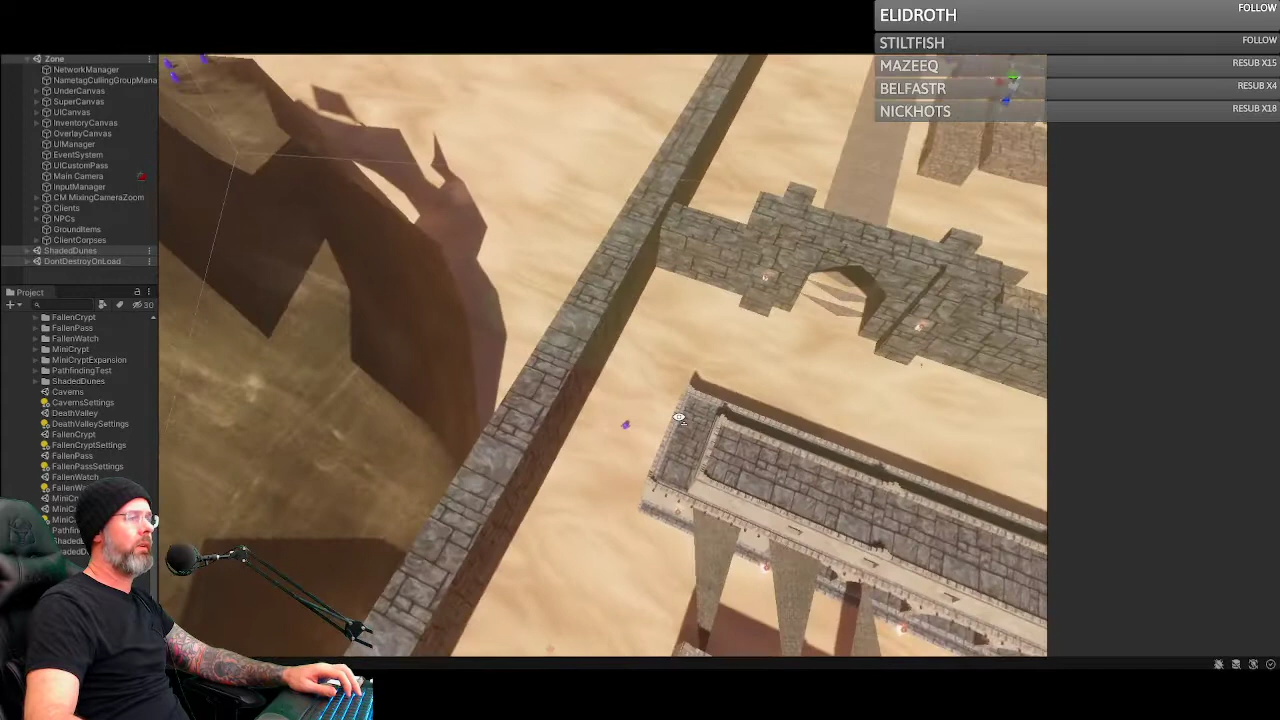 ELIDROTH FOLLOW
STILTFISH FOLLOW
MAZEEQ RESUB X15
BELFASTR RESUB X4
NICKHOTS RESUB X18
Zone
NetworkManager
NametagCullingGroupMana
UnderCanvas
SuperCanvas
UICanvas
InventoryCanvas
OverlayCanvas
UIManager
EventSystem
UICustomPass
Main Camera
InputManager
CM MixingCameraZoom
Clients
NPCs
GroundItems
ClientCorpses
ShadedDunes
DontDestroyOnLoad
Project
30
FallenCrypt
FallenPass
FallenWatch
MiniCrypt
MiniCryptExpansion
PathfindingTest
ShadedDunes
Caverns
CavernsSettings
DeathValley
DeathValleySettings
FallenCrypt
FallenCryptSettings
FallenPass
FallenPassSettings
FallenWatch